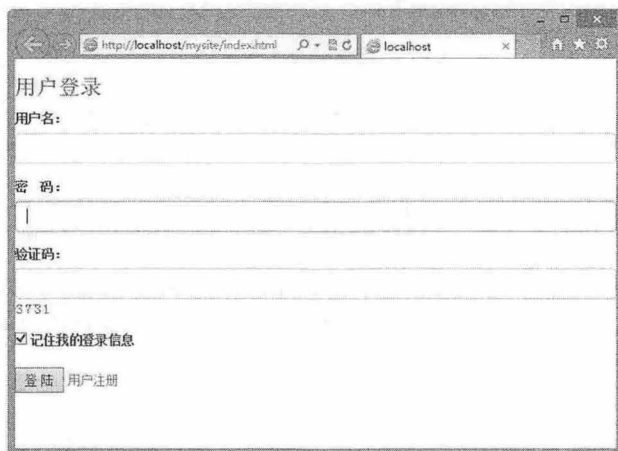 http://localhost/mysite/index.html
localhost
用户登录
用户名：
密 码：
验证码：
3731
记住我的登录信息
登 陆 用户注册